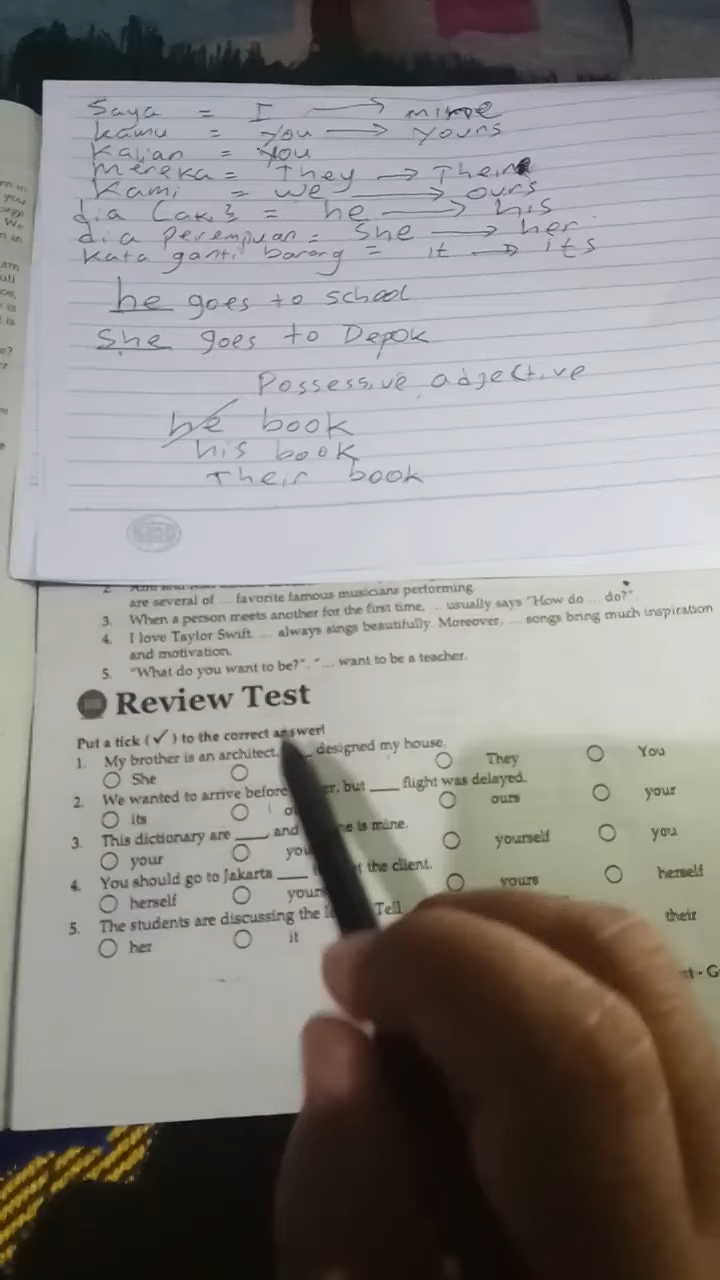 Saya = I → mine
kamu = You → yours
Kalian = You
mereka = They → Their
Kami = we → ours
dia Laki2 = he → his
dia perempuan = She → her
kata ganti barang = it → its
he goes to school
She goes to Depok
Possessive adjective
he book
his book
Their book
are several of ... favorite famous musicians performing.
3. When a person meets another for the first time, ... usually says "How do ... do?".
4. I love Taylor Swift. ... always sings beautifully. Moreover, ... songs bring much inspiration
and motivation.
5. "What do you want to be?". "... want to be a teacher.
Review Test
Put a tick (✓) to the correct answer!
1. My brother is an architect. designed my house.
She They You
2. We wanted to arrive before but ____ flight was delayed.
its ours your
3. This dictionary are ____ and is mine.
your yourself you
4. You should go to Jakarta ____ the client.
herself yours herself
5. The students are discussing the Tell
her it their